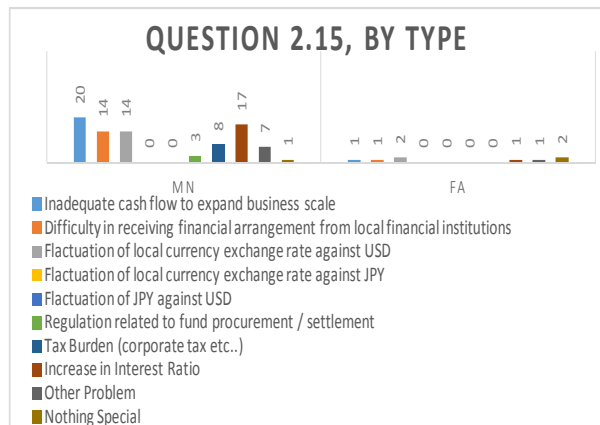 QUESTION 2.15, BY TYPE
20 14 14 0 0 3 8 17 7 1 1 1 2 0 0 0 0 1 1 2
MN FA
Inadequate cash flow to expand business scale
Difficulty in receiving financial arrangement from local financial institutions
Flactuation of local currency exchange rate against USD
Flactuation of local currency exchange rate against JPY
Flactuation of JPY against USD
Regulation related to fund procurement / settlement
Tax Burden (corporate tax etc..)
Increase in Interest Ratio
Other Problem
Nothing Special